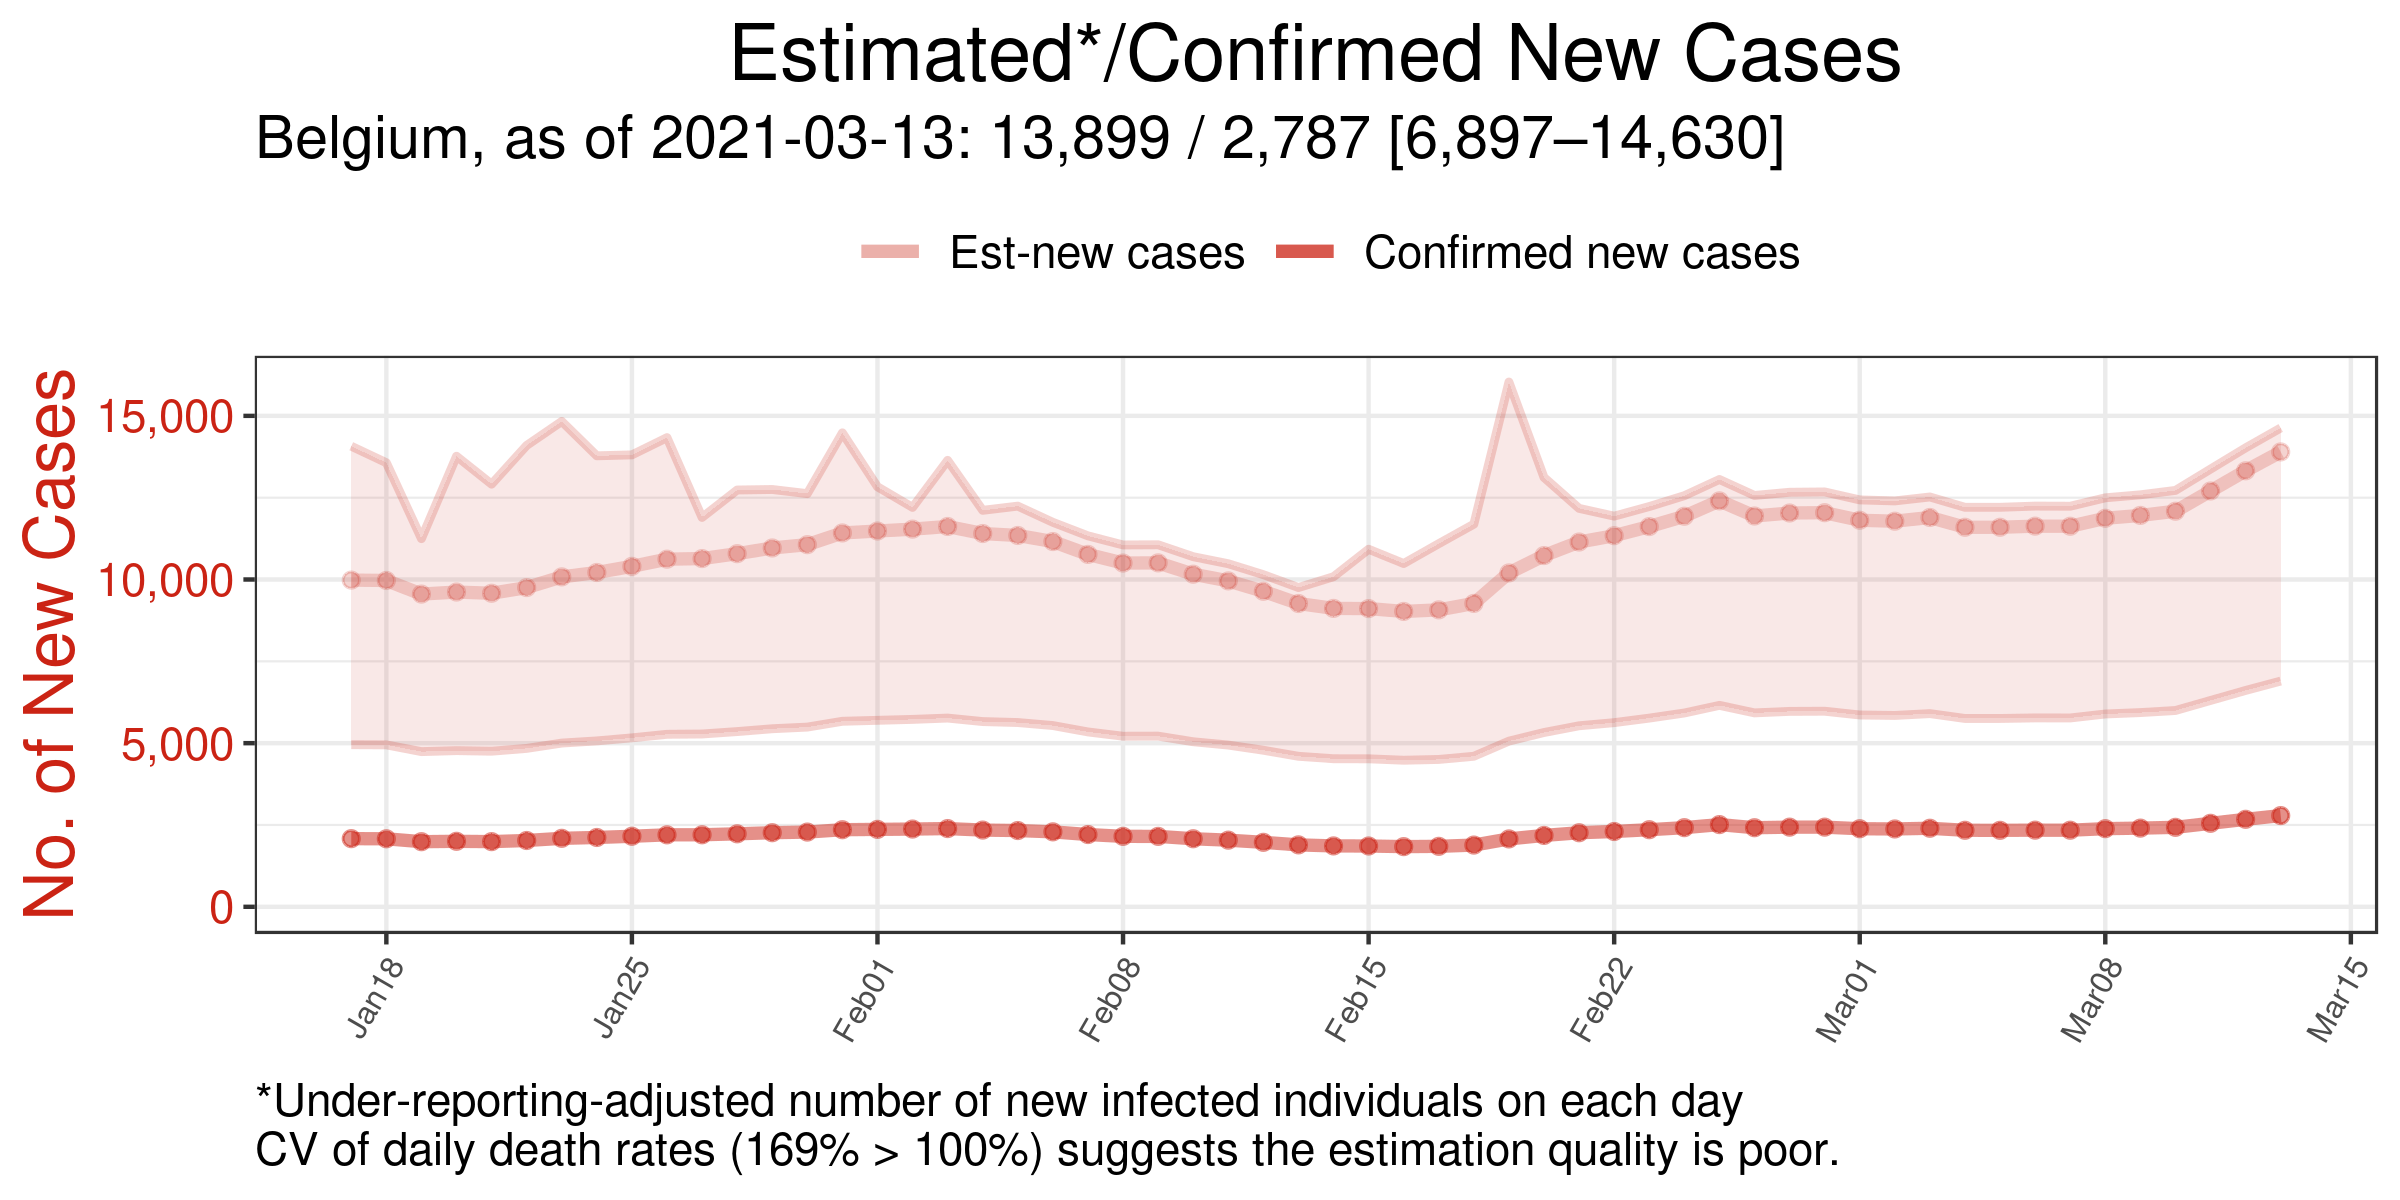 Estimated*/Confirmed New Cases
Belgium, as of 2021-03-13: 13,899 / 2,787 [6,897–14,630]
Est-new cases
Confirmed new cases
No. of New Cases
15,000
10,000
5,000
0
Jan18
Jan25
Feb01
Feb08
Feb15
Feb22
Mar01
Mar08
Mar15
*Under-reporting-adjusted number of new infected individuals on each day
CV of daily death rates (169% > 100%) suggests the estimation quality is poor.